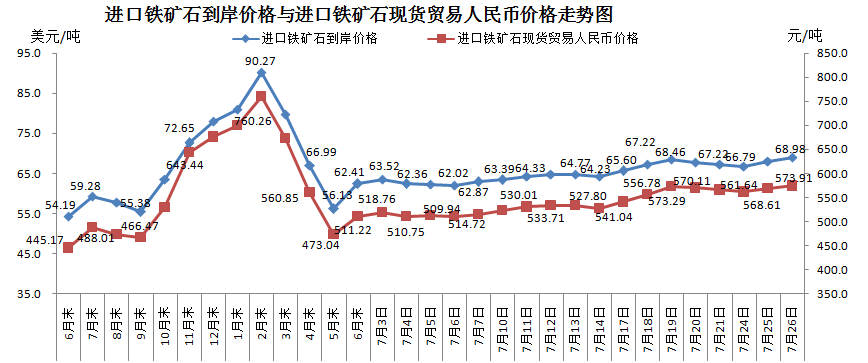 进口铁矿石到岸价格与进口铁矿石现货贸易人民币价格走势图
美元/吨
元/吨
进口铁矿石到岸价格
进口铁矿石现货贸易人民币价格
95.0
85.0
75.0
65.0
55.0
45.0
35.0
850.0
800.0
750.0
700.0
650.0
600.0
550.0
500.0
450.0
400.0
350.0
54.19
59.28
55.38
72.65
90.27
66.99
56.13
62.41
63.52
62.36
62.02
62.87
63.39
64.33
64.77
64.23
65.60
67.22
68.46
67.22
66.79
68.98
445.17
488.01
466.47
643.44
760.26
560.85
473.04
511.22
518.76
510.75
509.94
514.72
530.01
533.71
527.80
541.04
556.78
573.29
570.11
561.64
568.61
573.91
6月末
7月末
8月末
9月末
10月末
11月末
12月末
1月末
2月末
3月末
4月末
5月末
6月末
7月3日
7月4日
7月5日
7月6日
7月7日
7月10日
7月11日
7月12日
7月13日
7月14日
7月17日
7月18日
7月19日
7月20日
7月21日
7月24日
7月25日
7月26日